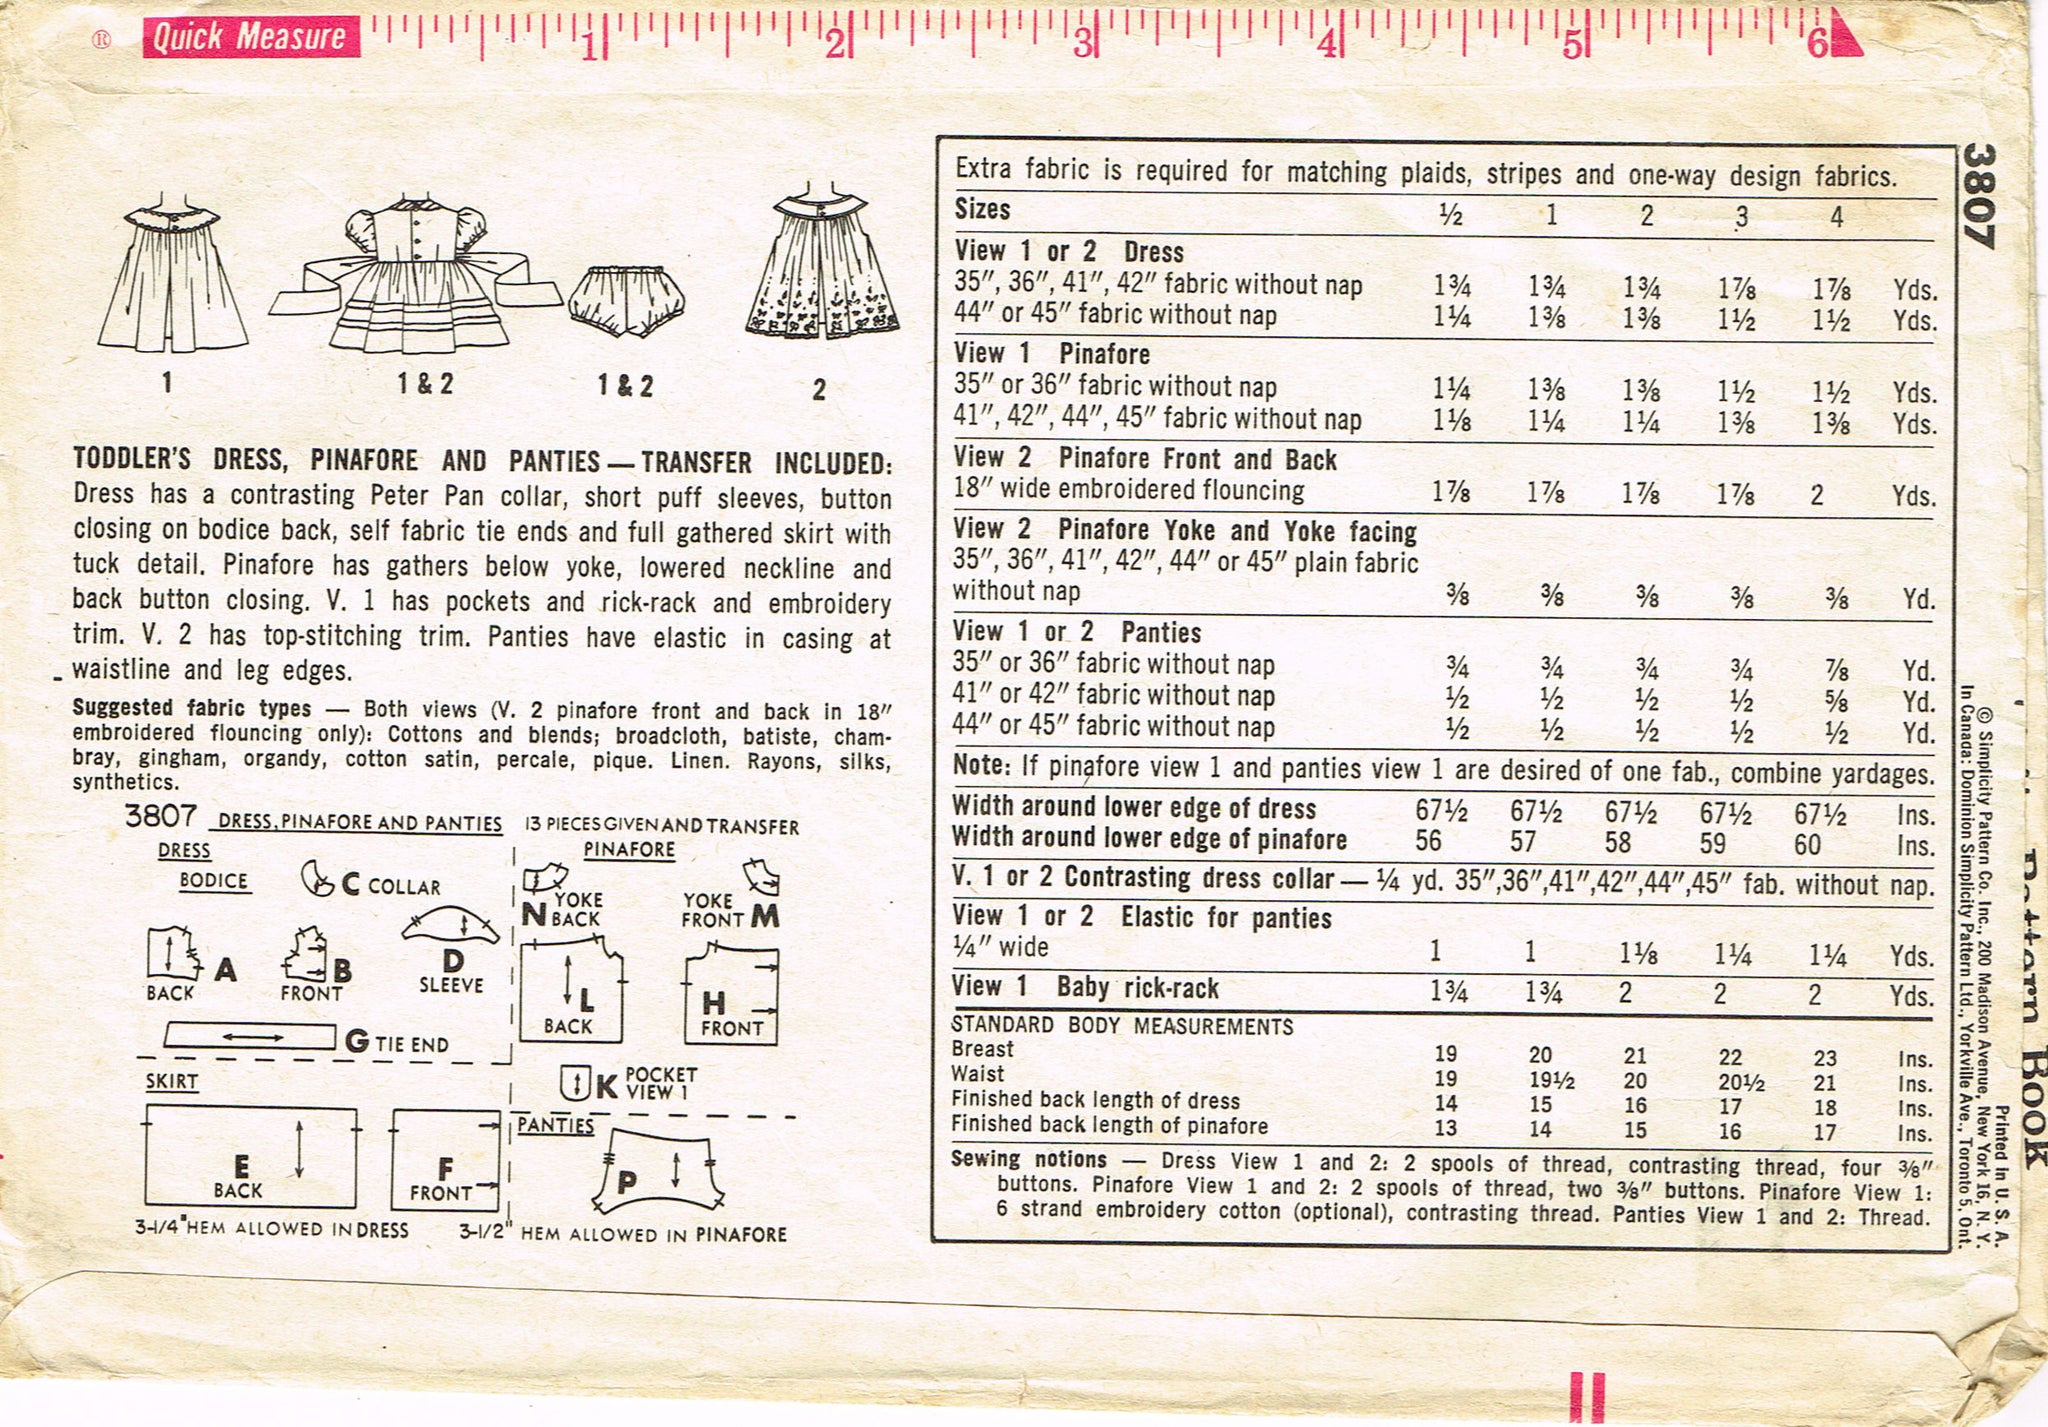 ® Quick Measure 1 2 3 4 5 6
1
1 & 2
1 & 2
2
TODDLER'S DRESS, PINAFORE AND PANTIES — TRANSFER INCLUDED:
Dress has a contrasting Peter Pan collar, short puff sleeves, button
closing on bodice back, self fabric tie ends and full gathered skirt with
tuck detail. Pinafore has gathers below yoke, lowered neckline and
back button closing. V. 1 has pockets and rick-rack and embroidery
trim. V. 2 has top-stitching trim. Panties have elastic in casing at
waistline and leg edges.
Suggested fabric types — Both views (V. 2 pinafore front and back in 18"
embroidered flouncing only): Cottons and blends; broadcloth, batiste, cham-
bray, gingham, organdy, cotton satin, percale, pique. Linen. Rayons, silks,
synthetics.
3807 DRESS, PINAFORE AND PANTIES 13 PIECES GIVEN AND TRANSFER
DRESS
BODICE
C COLLAR
A
BACK
B
FRONT
D
SLEEVE
G TIE END
PINAFORE
N YOKE
BACK
YOKE
FRONT M
L
BACK
H
FRONT
K POCKET
VIEW 1
SKIRT
E
BACK
F
FRONT
PANTIES
P
3-1/4" HEM ALLOWED IN DRESS 3-1/2" HEM ALLOWED IN PINAFORE
Extra fabric is required for matching plaids, stripes and one-way design fabrics.
Sizes ½ 1 2 3 4
View 1 or 2 Dress
35", 36", 41", 42" fabric without nap 1¾ 1¾ 1¾ 1⅞ 1⅞ Yds.
44" or 45" fabric without nap 1¼ 1⅜ 1⅜ 1½ 1½ Yds.
View 1 Pinafore
35" or 36" fabric without nap 1¼ 1⅜ 1⅜ 1½ 1½ Yds.
41", 42", 44", 45" fabric without nap 1⅛ 1¼ 1¼ 1⅜ 1⅜ Yds.
View 2 Pinafore Front and Back
18" wide embroidered flouncing 1⅞ 1⅞ 1⅞ 1⅞ 2 Yds.
View 2 Pinafore Yoke and Yoke facing
35", 36", 41", 42", 44" or 45" plain fabric
without nap ⅜ ⅜ ⅜ ⅜ ⅜ Yd.
View 1 or 2 Panties
35" or 36" fabric without nap ¾ ¾ ¾ ¾ ⅞ Yd.
41" or 42" fabric without nap ½ ½ ½ ½ ⅝ Yd.
44" or 45" fabric without nap ½ ½ ½ ½ ½ Yd.
Note: If pinafore view 1 and panties view 1 are desired of one fab., combine yardages.
Width around lower edge of dress 67½ 67½ 67½ 67½ 67½ Ins.
Width around lower edge of pinafore 56 57 58 59 60 Ins.
V. 1 or 2 Contrasting dress collar — ¼ yd. 35",36",41",42",44",45" fab. without nap.
View 1 or 2 Elastic for panties
¼" wide 1 1 1⅛ 1¼ 1¼ Yds.
View 1 Baby rick-rack 1¾ 1¾ 2 2 2 Yds.
STANDARD BODY MEASUREMENTS
Breast 19 20 21 22 23 Ins.
Waist 19 19½ 20 20½ 21 Ins.
Finished back length of dress 14 15 16 17 18 Ins.
Finished back length of pinafore 13 14 15 16 17 Ins.
Sewing notions — Dress View 1 and 2: 2 spools of thread, contrasting thread, four ⅜"
buttons. Pinafore View 1 and 2: 2 spools of thread, two ⅜" buttons. Pinafore View 1:
6 strand embroidery cotton (optional), contrasting thread. Panties View 1 and 2: Thread.
3807
Printed in U. S. A.
© Simplicity Pattern Co. Inc., 200 Madison Avenue, New York 16, N. Y.
In Canada: Dominion Simplicity Pattern Ltd., Yorkville Ave., Toronto 5, Ont.
Pattern Book